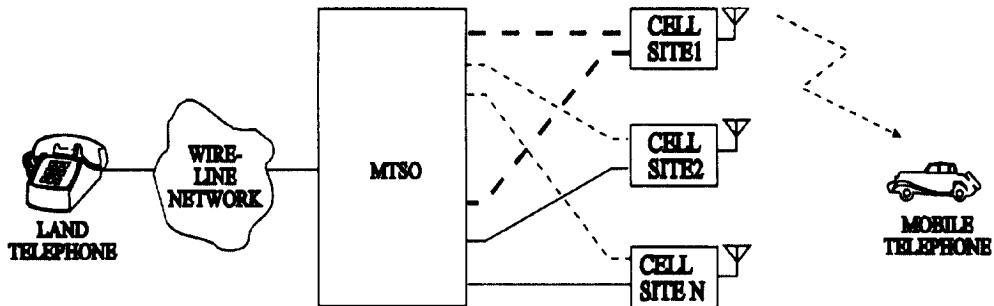 CELL
SITE1
WIRE-
LINE
NETWORK
MTSO
CELL
SITE2
LAND
TELEPHONE
MOBILE
TELEPHONE
CELL
SITE N